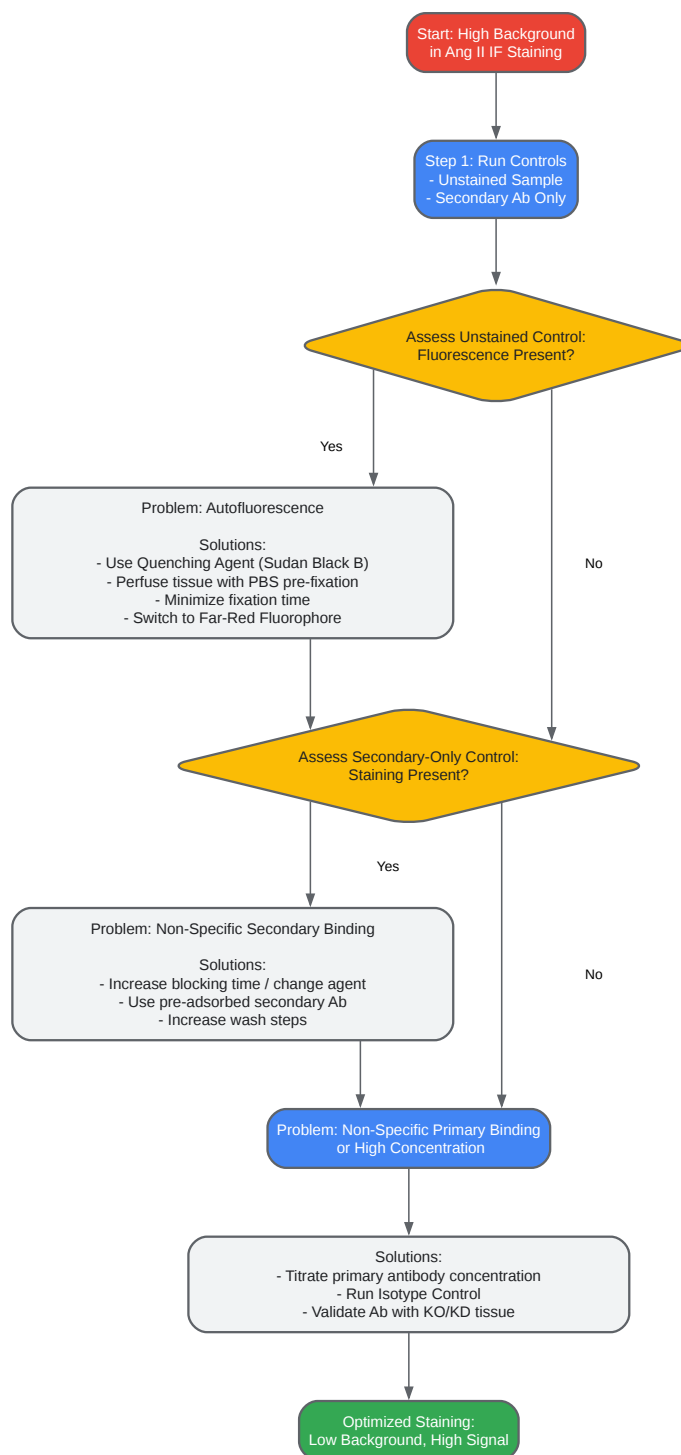 Start: High Background
in Ang II IF Staining
Step 1: Run Controls
- Unstained Sample
- Secondary Ab Only
Assess Unstained Control:
Fluorescence Present?
Yes
Problem: Autofluorescence
Solutions:
- Use Quenching Agent (Sudan Black B)
- Perfuse tissue with PBS pre-fixation
- Minimize fixation time
- Switch to Far-Red Fluorophore
No
Assess Secondary-Only Control:
Staining Present?
Yes
Problem: Non-Specific Secondary Binding
Solutions:
- Increase blocking time / change agent
- Use pre-adsorbed secondary Ab
- Increase wash steps
No
Problem: Non-Specific Primary Binding
or High Concentration
Solutions:
- Titrate primary antibody concentration
- Run Isotype Control
- Validate Ab with KO/KD tissue
Optimized Staining:
Low Background, High Signal